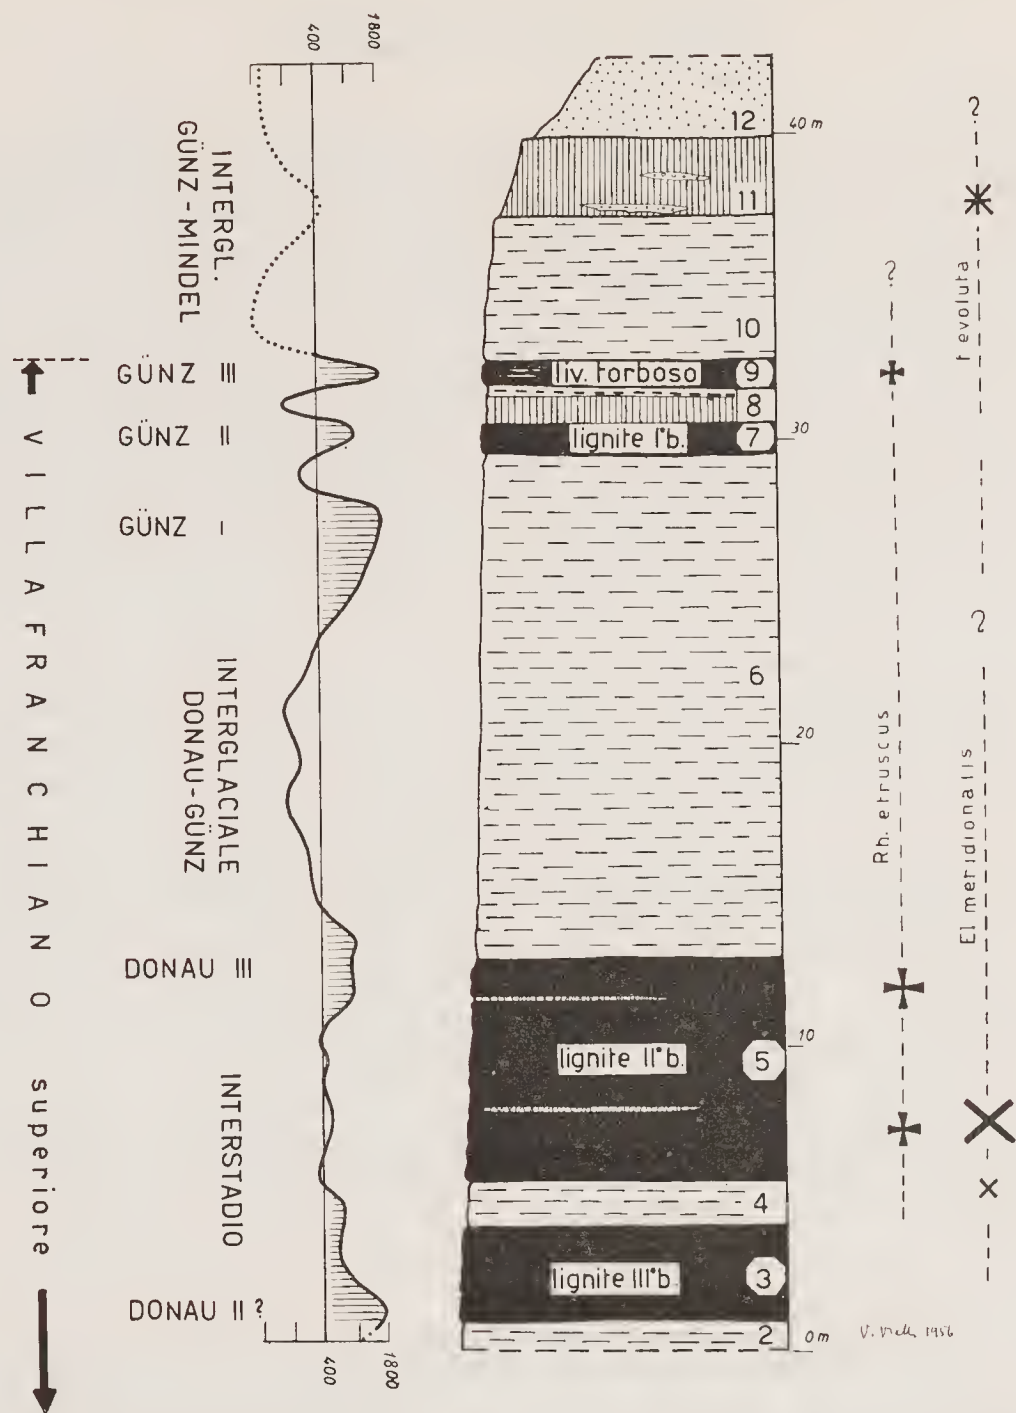 400
1800
INTERGL.
GÜNZ-MINDEL
GÜNZ III
GÜNZ II
GÜNZ I
INTERGLACIALE
DONAU-GÜNZ
DONAU III
INTERSTADIO
DONAU II ?
400
1800
VILLAFRANCHIANO
superiore
12
11
10
liv. torboso 9
8
lignite I°b. 7
6
lignite II°b. 5
4
lignite III°b. 3
2
40 m
30
20
10
0 m
?
Rh. etruscus
?
f evoluta
?
El meridionalis
1956